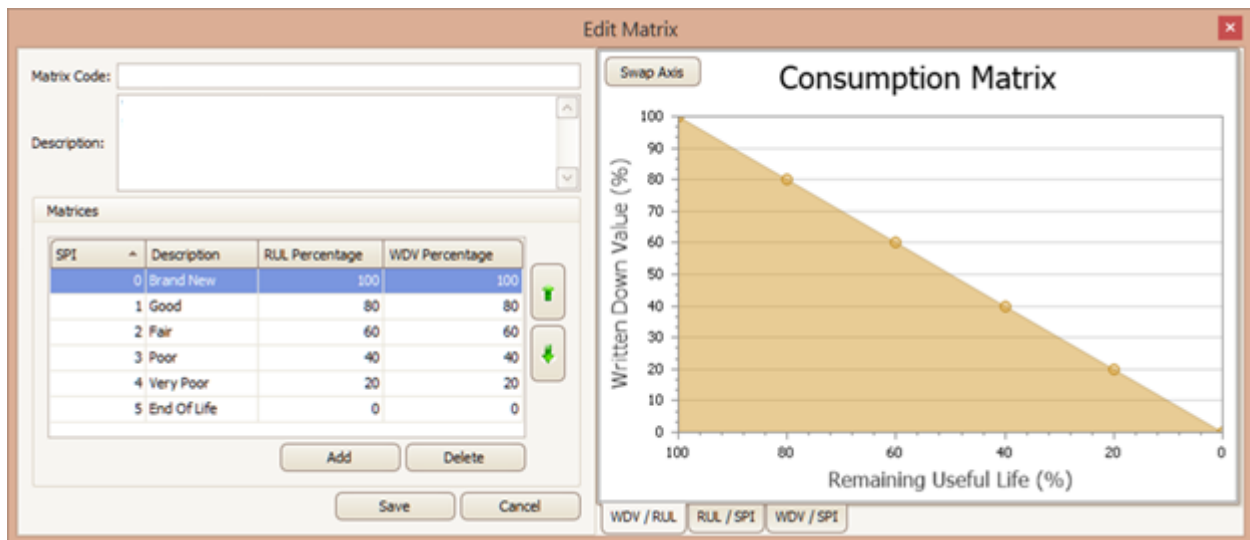 Edit Matrix
Matrix Code:
Description:
Matrices
SPI Description RUL Percentage WDV Percentage
0 Brand New 100 100
1 Good 80 80
2 Fair 60 60
3 Poor 40 40
4 Very Poor 20 20
5 End Of Life 0 0
Add Delete
Save Cancel
Swap Axis
Consumption Matrix
Written Down Value (%)
100
90
80
70
60
50
40
30
20
10
0
100 80 60 40 20 0
Remaining Useful Life (%)
WDV / RUL RUL / SPI WDV / SPI